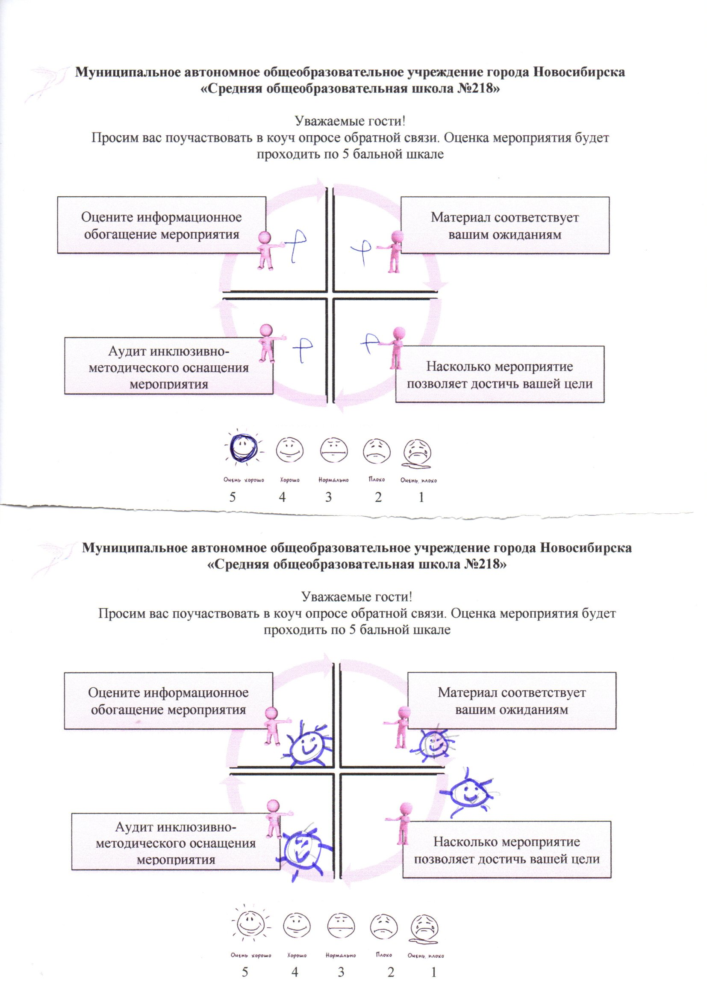 Муниципальное автономное общеобразовательное учреждение города Новосибирска
«Средняя общеобразовательная школа №218»
Уважаемые гости!
Просим вас поучаствовать в коуч опросе обратной связи. Оценка мероприятия будет
проходить по 5 бальной шкале
Оцените информационное
обогащение мероприятия
Материал соответствует
вашим ожиданиям
Аудит инклюзивно-
методического оснащения
мероприятия
Насколько мероприятие
позволяет достичь вашей цели
Очень хорошо Хорошо Нормально Плохо Очень плохо
5 4 3 2 1
Муниципальное автономное общеобразовательное учреждение города Новосибирска
«Средняя общеобразовательная школа №218»
Уважаемые гости!
Просим вас поучаствовать в коуч опросе обратной связи. Оценка мероприятия будет
проходить по 5 бальной шкале
Оцените информационное
обогащение мероприятия
Материал соответствует
вашим ожиданиям
Аудит инклюзивно-
методического оснащения
мероприятия
Насколько мероприятие
позволяет достичь вашей цели
Очень хорошо Хорошо Нормально Плохо Очень плохо
5 4 3 2 1